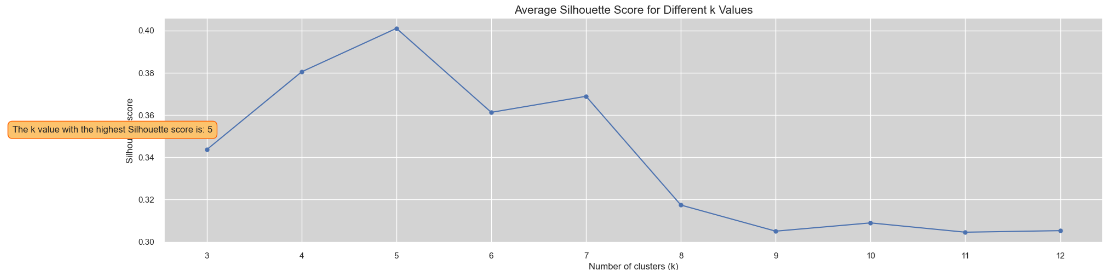 Average Silhouette Score for Different k Values
0.40
0.38
0.36
0.34
0.32
0.30
Silhou score
The k value with the highest Silhouette score is: 5
3 4 5 6 7 8 9 10 11 12
Number of clusters (k)